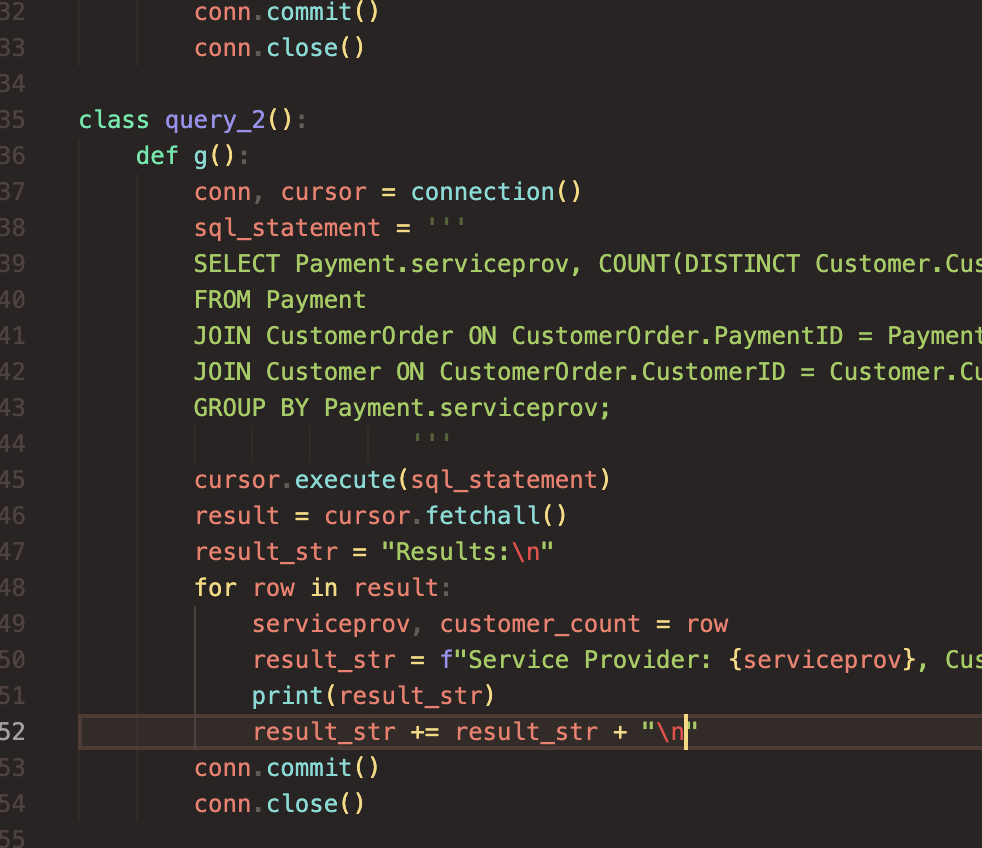 32 conn.commit()
33 conn.close()
34
35 class query_2():
36 def g():
37 conn, cursor = connection()
38 sql_statement = '''
39 SELECT Payment.serviceprov, COUNT(DISTINCT Customer.Cus
40 FROM Payment
41 JOIN CustomerOrder ON CustomerOrder.PaymentID = Payment
42 JOIN Customer ON CustomerOrder.CustomerID = Customer.Cu
43 GROUP BY Payment.serviceprov;
44 '''
45 cursor.execute(sql_statement)
46 result = cursor.fetchall()
47 result_str = "Results:\n"
48 for row in result:
49 serviceprov, customer_count = row
50 result_str = f"Service Provider: {serviceprov}, Cus
51 print(result_str)
52 result_str += result_str + "\n"
53 conn.commit()
54 conn.close()
55